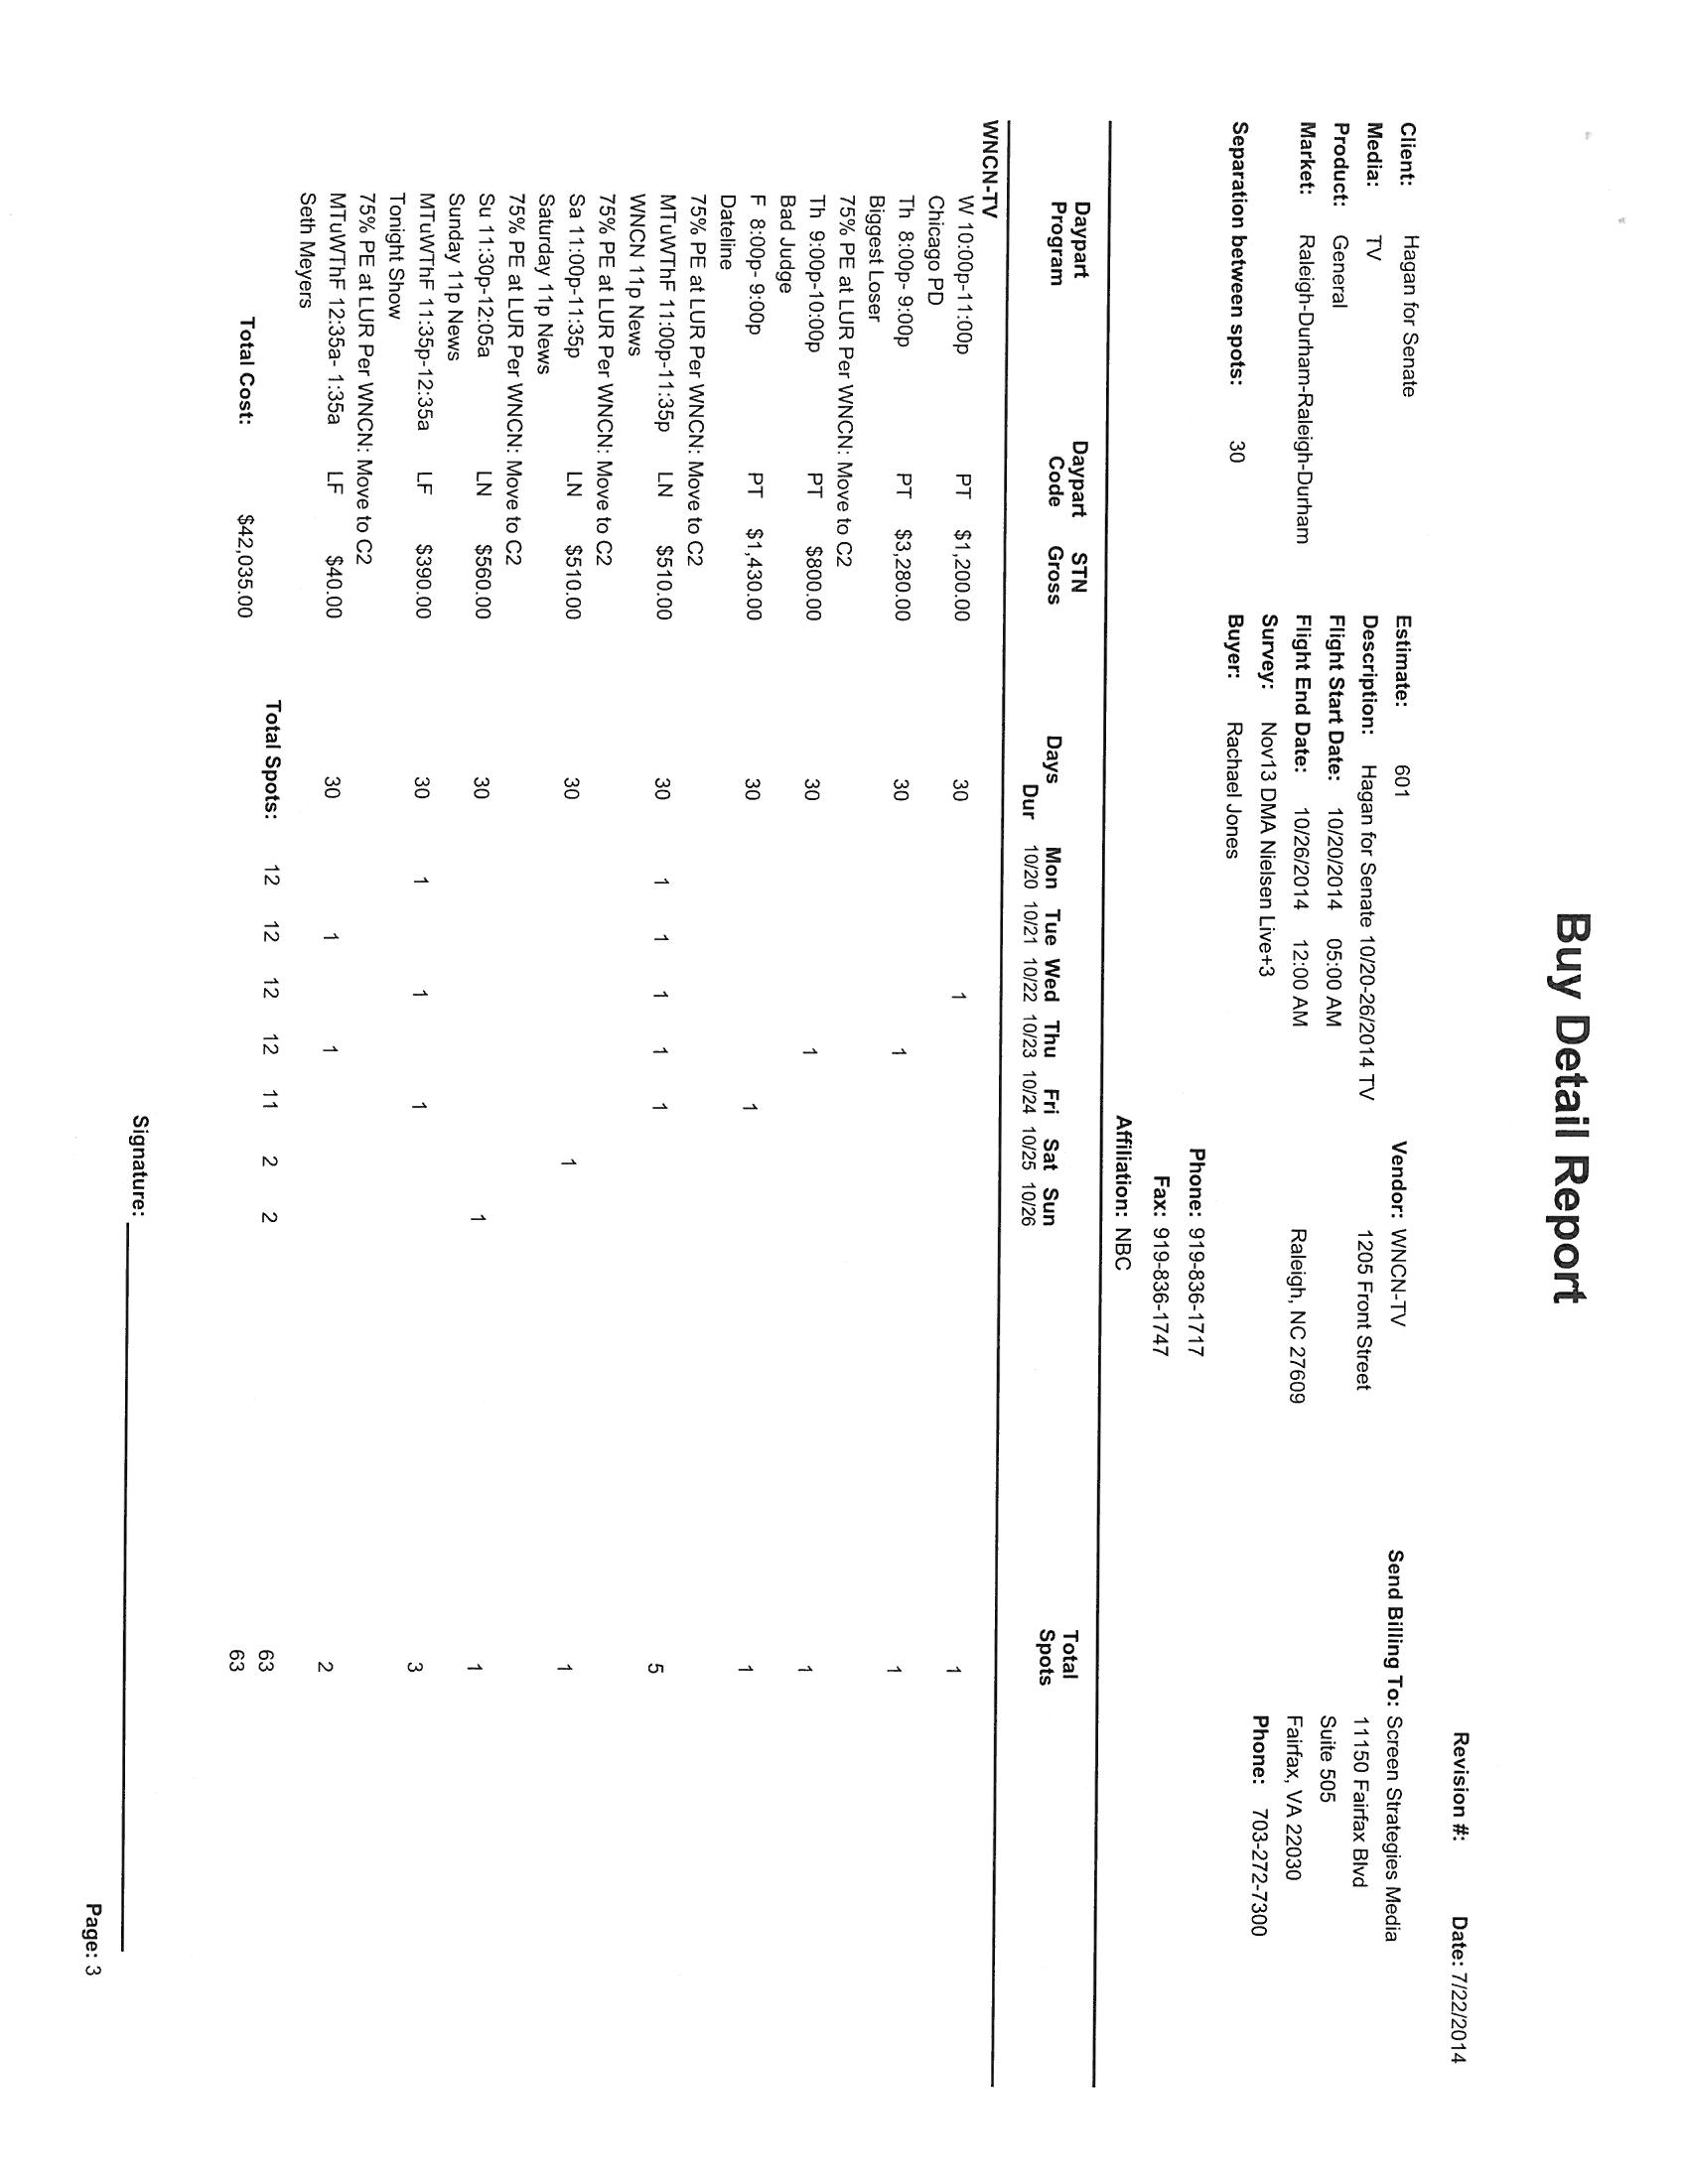 Buy Detail Report
Revision #: Date: 7/22/2014
Client: Hagan for Senate Estimate: 601 Vendor: WNCN-TV Send Billing To: Screen Strategies Media
Media: TV Description: Hagan for Senate 10/20-26/2014 TV 1205 Front Street 11150 Fairfax Blvd
Product: General Flight Start Date: 10/20/2014 05:00 AM Suite 505
Market: Raleigh-Durham-Raleigh-Durham Flight End Date: 10/26/2014 12:00 AM Raleigh, NC 27609 Fairfax, VA 22030
Survey: Nov13 DMA Nielsen Live+3 Phone: 703-272-7300
Separation between spots: 30 Buyer: Rachael Jones
Phone: 919-836-1717
Fax: 919-836-1747
Affiliation: NBC
Daypart Daypart STN Days Mon Tue Wed Thu Fri Sat Sun Total
Program Code Gross Dur 10/20 10/21 10/22 10/23 10/24 10/25 10/26 Spots
WNCN-TV
W 10:00p-11:00p PT $1,200.00 30 1 1
Chicago PD
Th 8:00p- 9:00p PT $3,280.00 30 1 1
Biggest Loser
75% PE at LUR Per WNCN: Move to C2
Th 9:00p-10:00p PT $800.00 30 1 1
Bad Judge
F 8:00p- 9:00p PT $1,430.00 30 1 1
Dateline
75% PE at LUR Per WNCN: Move to C2
MTuWThF 11:00p-11:35p LN $510.00 30 1 1 1 1 1 5
WNCN 11p News
75% PE at LUR Per WNCN: Move to C2
Sa 11:00p-11:35p LN $510.00 30 1 1
Saturday 11p News
75% PE at LUR Per WNCN: Move to C2
Su 11:30p-12:05a LN $560.00 30 1 1
Sunday 11p News
MTuWThF 11:35p-12:35a LF $390.00 30 1 1 1 3
Tonight Show
75% PE at LUR Per WNCN: Move to C2
MTuWThF 12:35a- 1:35a LF $40.00 30 1 1 2
Seth Meyers
Total Spots: 12 12 12 12 11 2 2 63
Total Cost: $42,035.00 63
Signature:
Page: 3